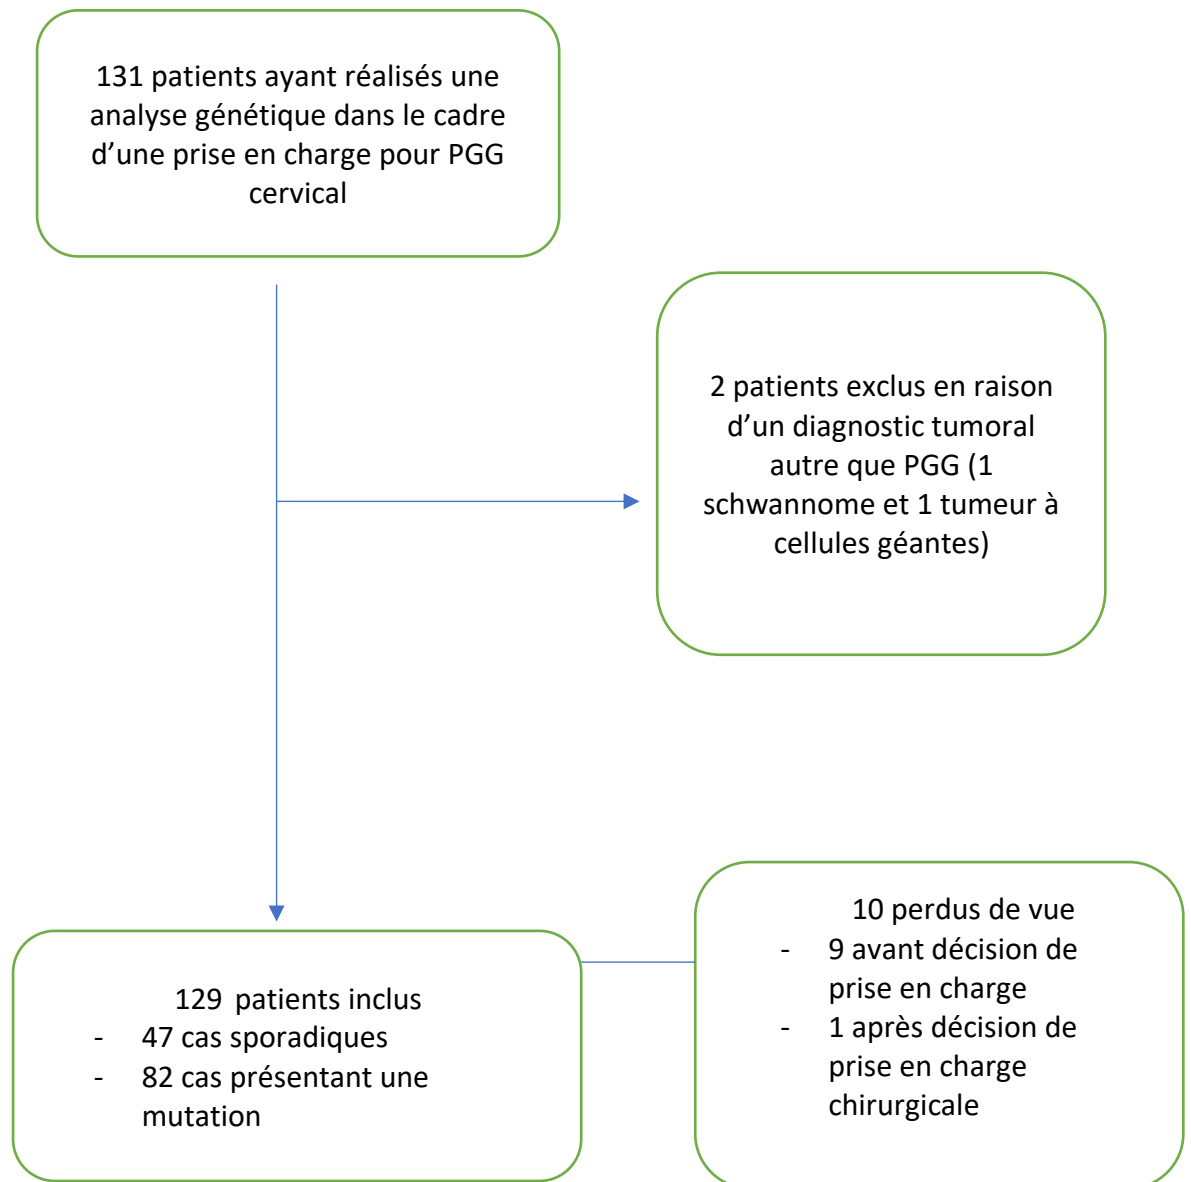 131 patients ayant réalisés une
analyse génétique dans le cadre
d’une prise en charge pour PGG
cervical
2 patients exclus en raison
d’un diagnostic tumoral
autre que PGG (1
schwannome et 1 tumeur à
cellules géantes)
129 patients inclus
- 47 cas sporadiques
- 82 cas présentant une
mutation
10 perdus de vue
- 9 avant décision de
prise en charge
- 1 après décision de
prise en charge
chirurgicale